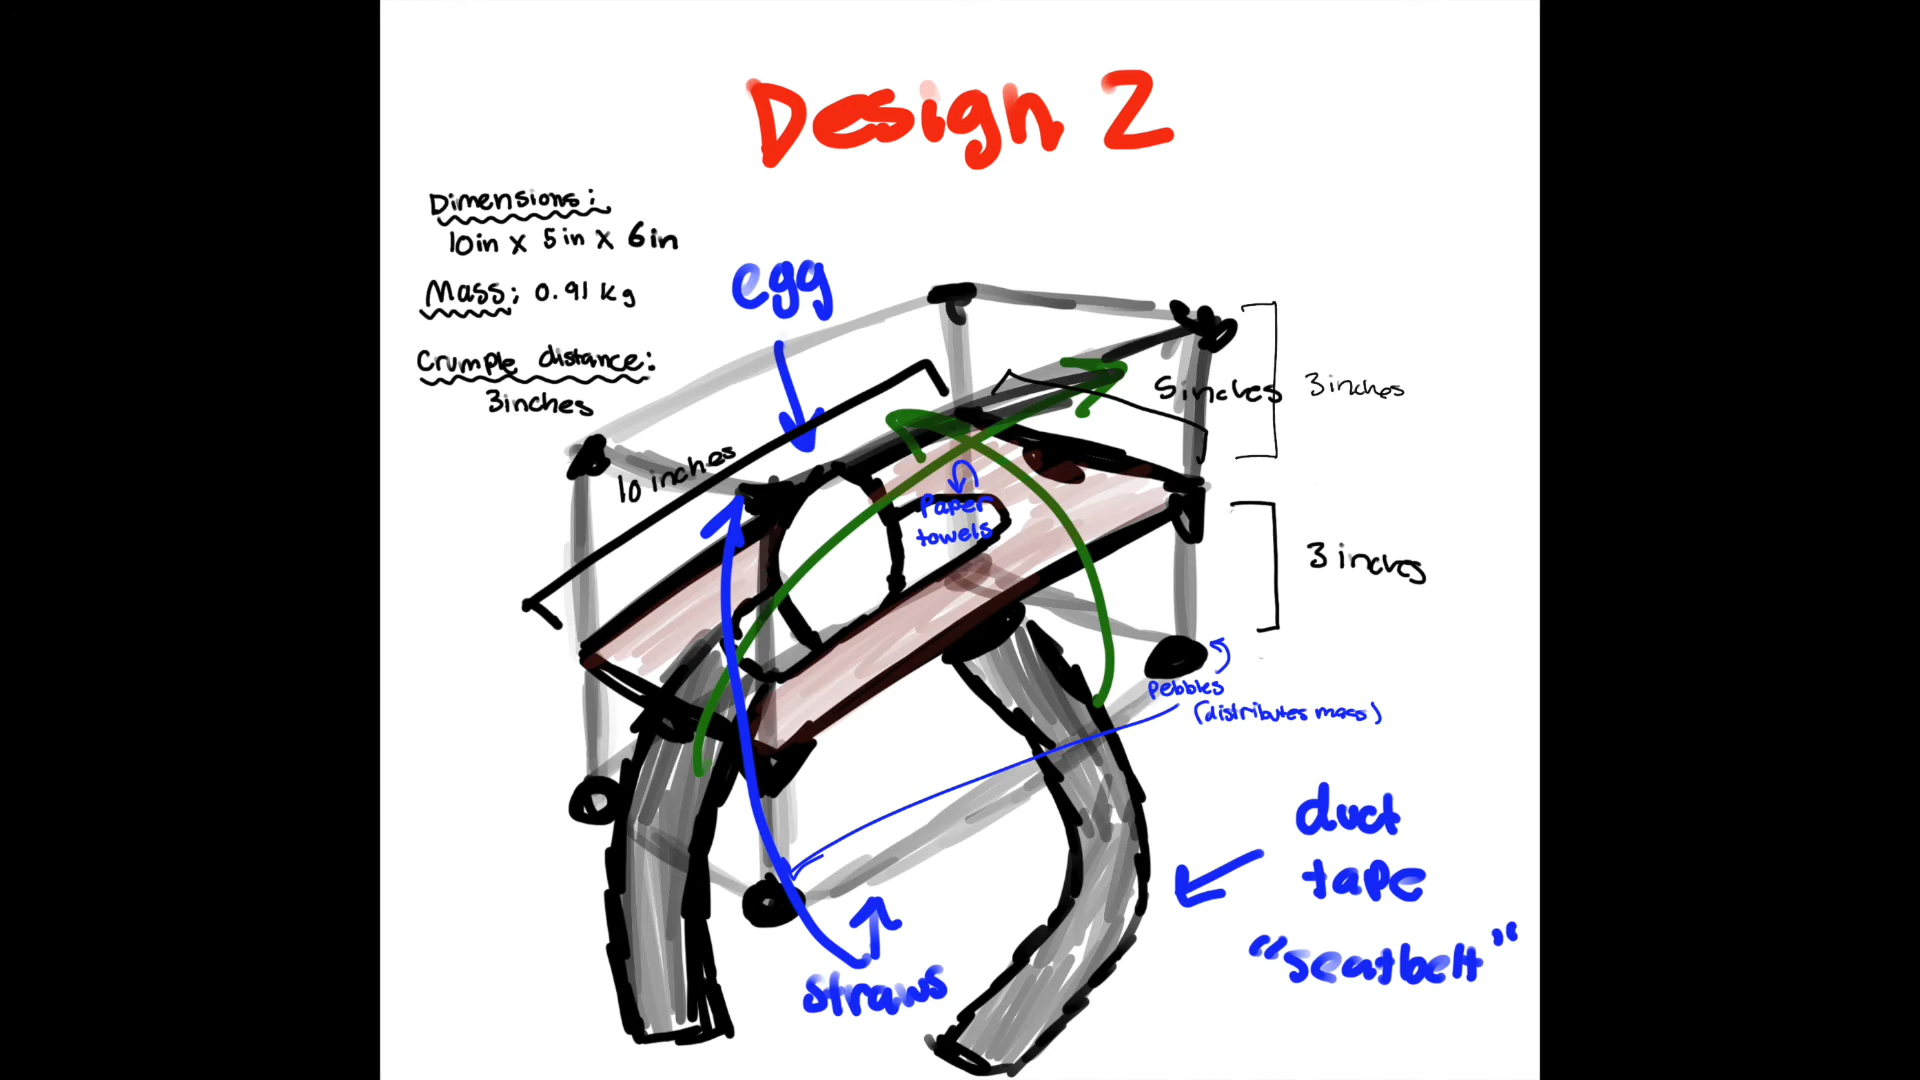 Design 2
Dimensions:
10in x 5in x 6in
Mass: 0.91 kg
Crumple distance:
3inches
egg
10 inches
5inches
3inches
Paper
towels
3 inches
Pebbles
(distributes mass)
duct
tape
"seatbelt"
straws